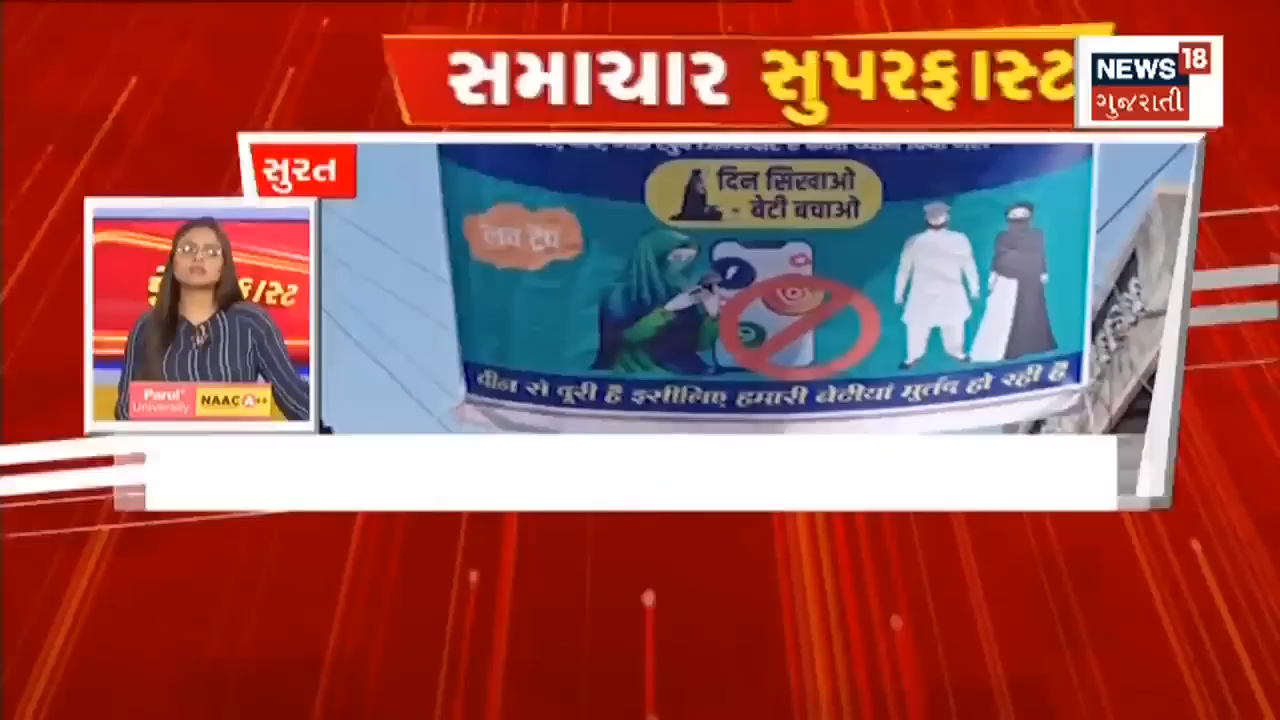 સમાચાર સુપરફાસ્ટ
NEWS 18
ગુજરાતી
સુરત
दिन सिखाओ
- बेटी बचाओ
लव ट्रैप
Parul
University
NAAC A++
दीन से दूरी है इसीलिए हमारी बेटीयां मुर्तद हो रही है